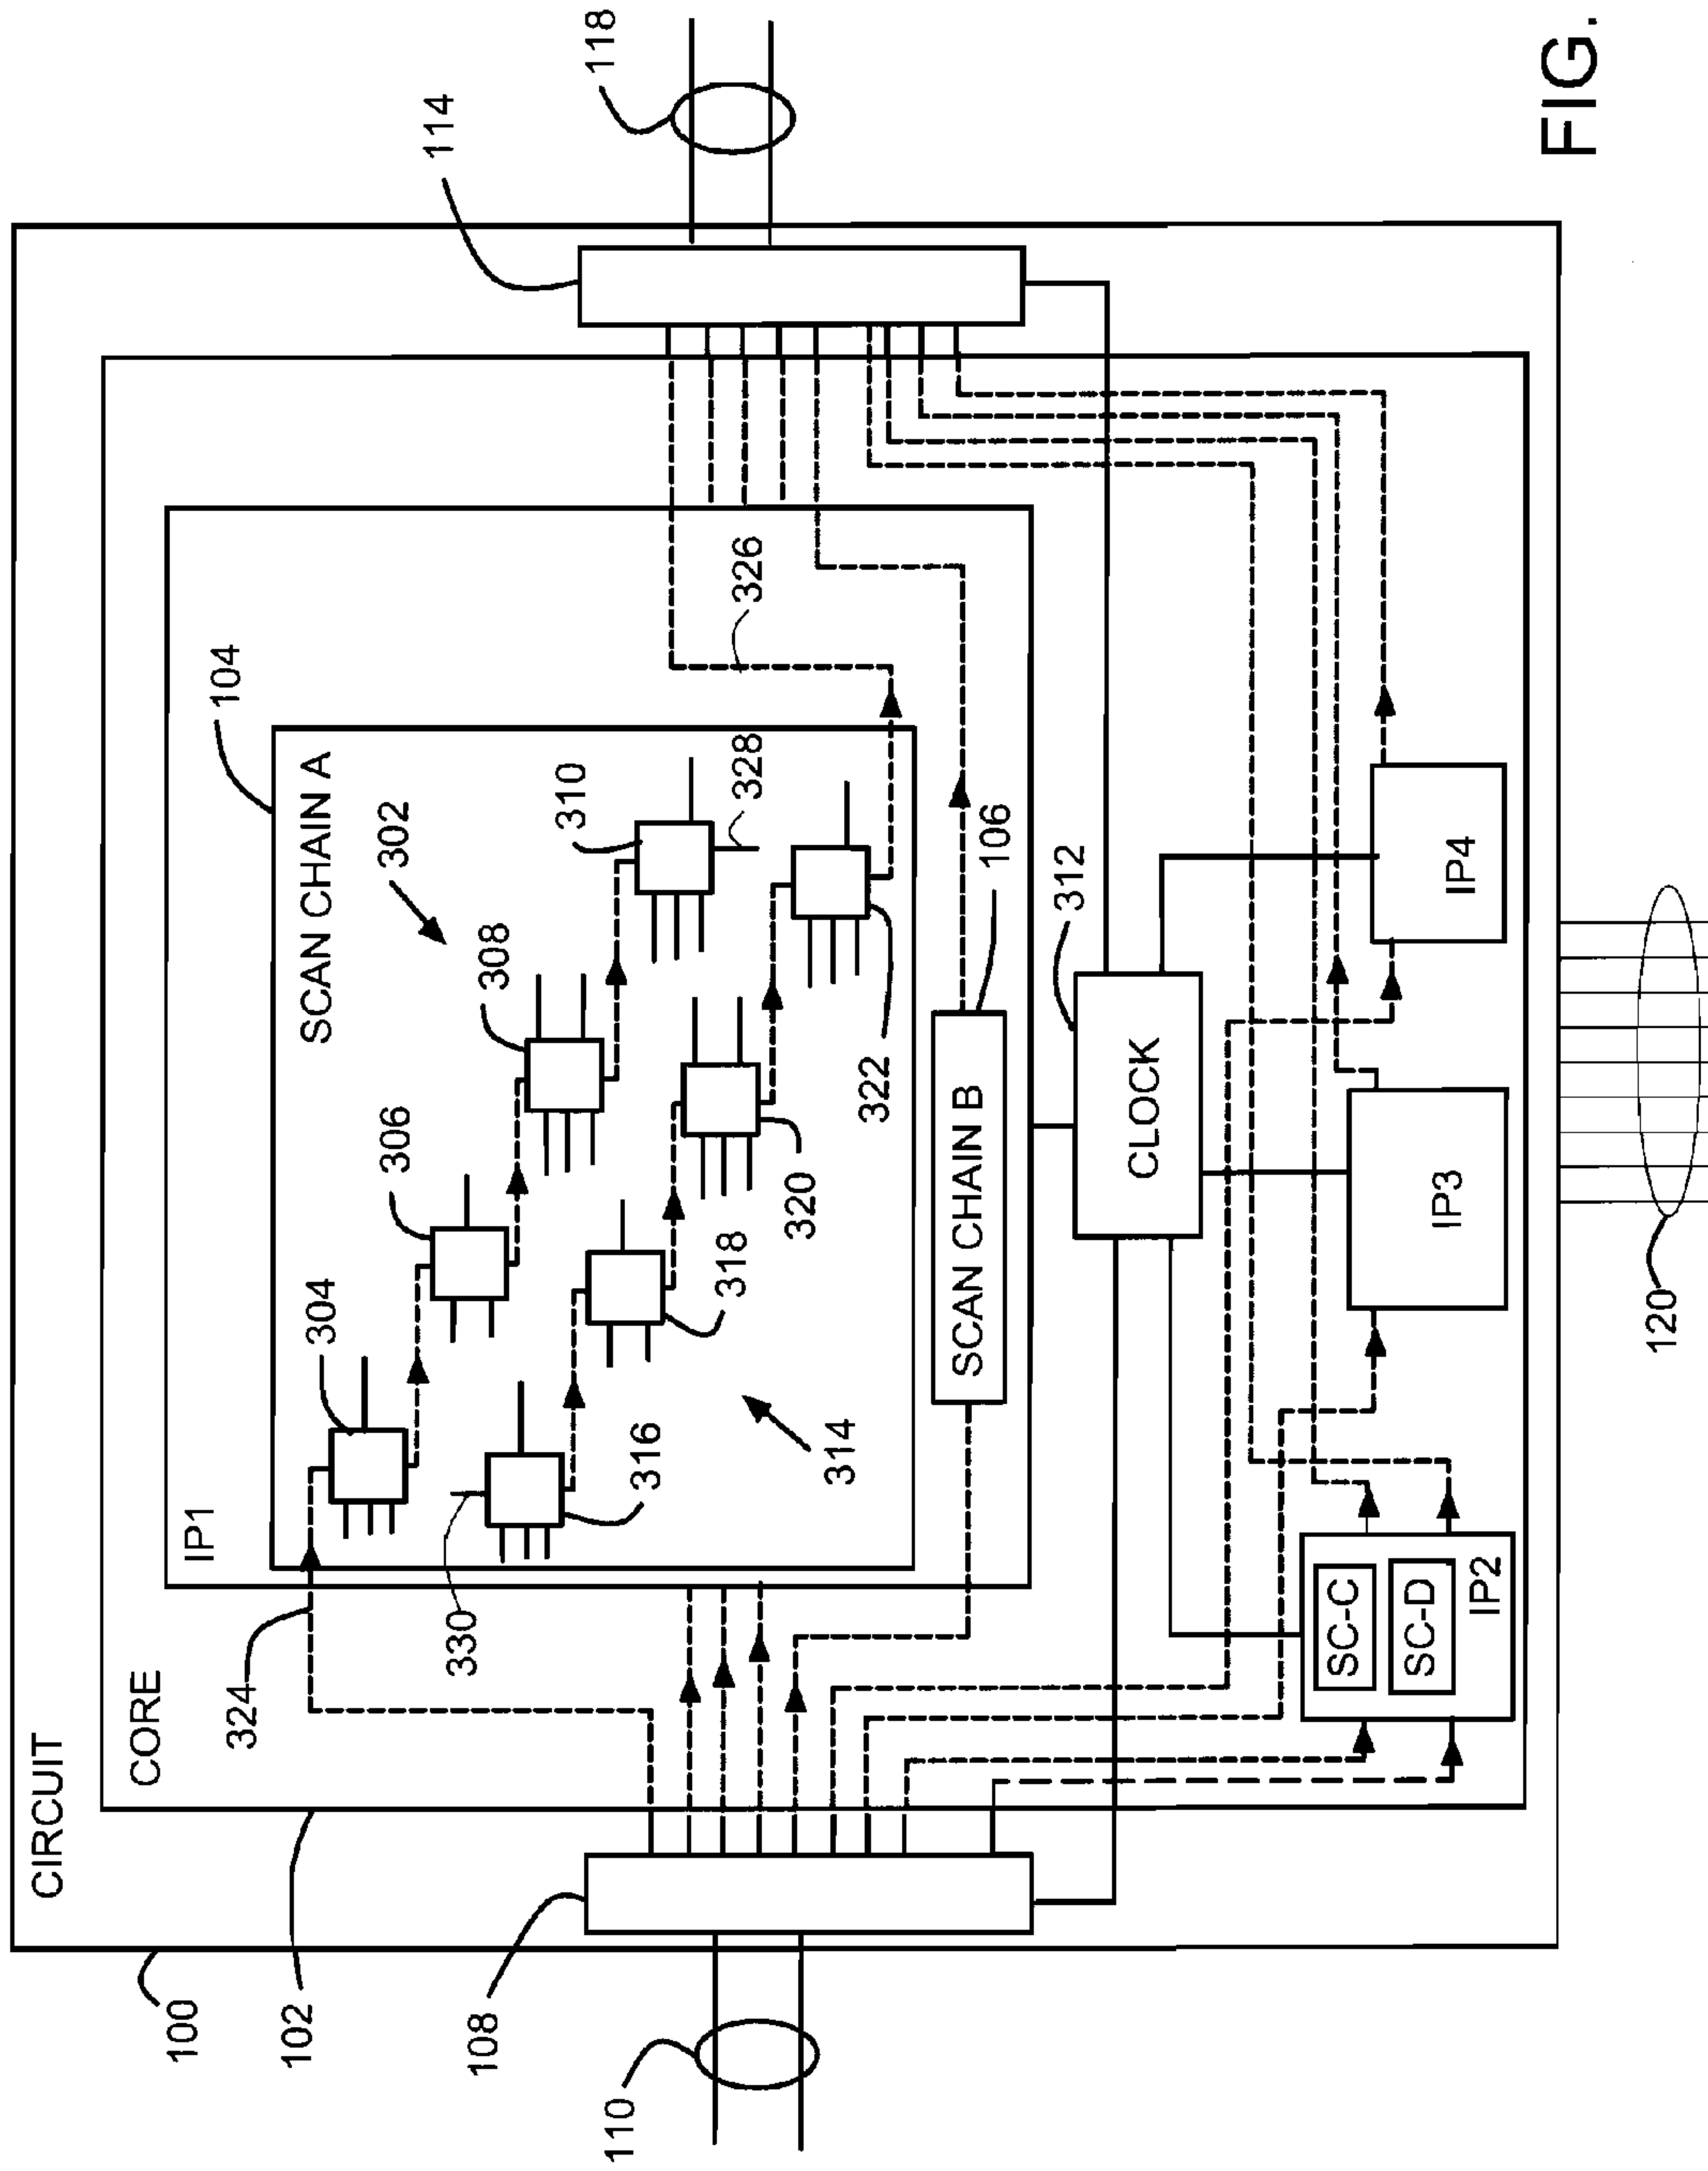 CIRCUIT
100
CORE
102
IP1
104
SCAN CHAIN A
302
304
306
308
310
324
326
328
330
314
316
318
320
322
SCAN CHAIN B
106
108
110
114
118
CLOCK
312
SC-C
SC-D
IP2
IP3
IP4
120
FIG.